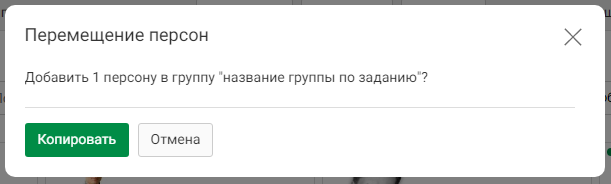 Перемещение персон
Добавить 1 персону в группу "название группы по заданию"?
Копировать
Отмена